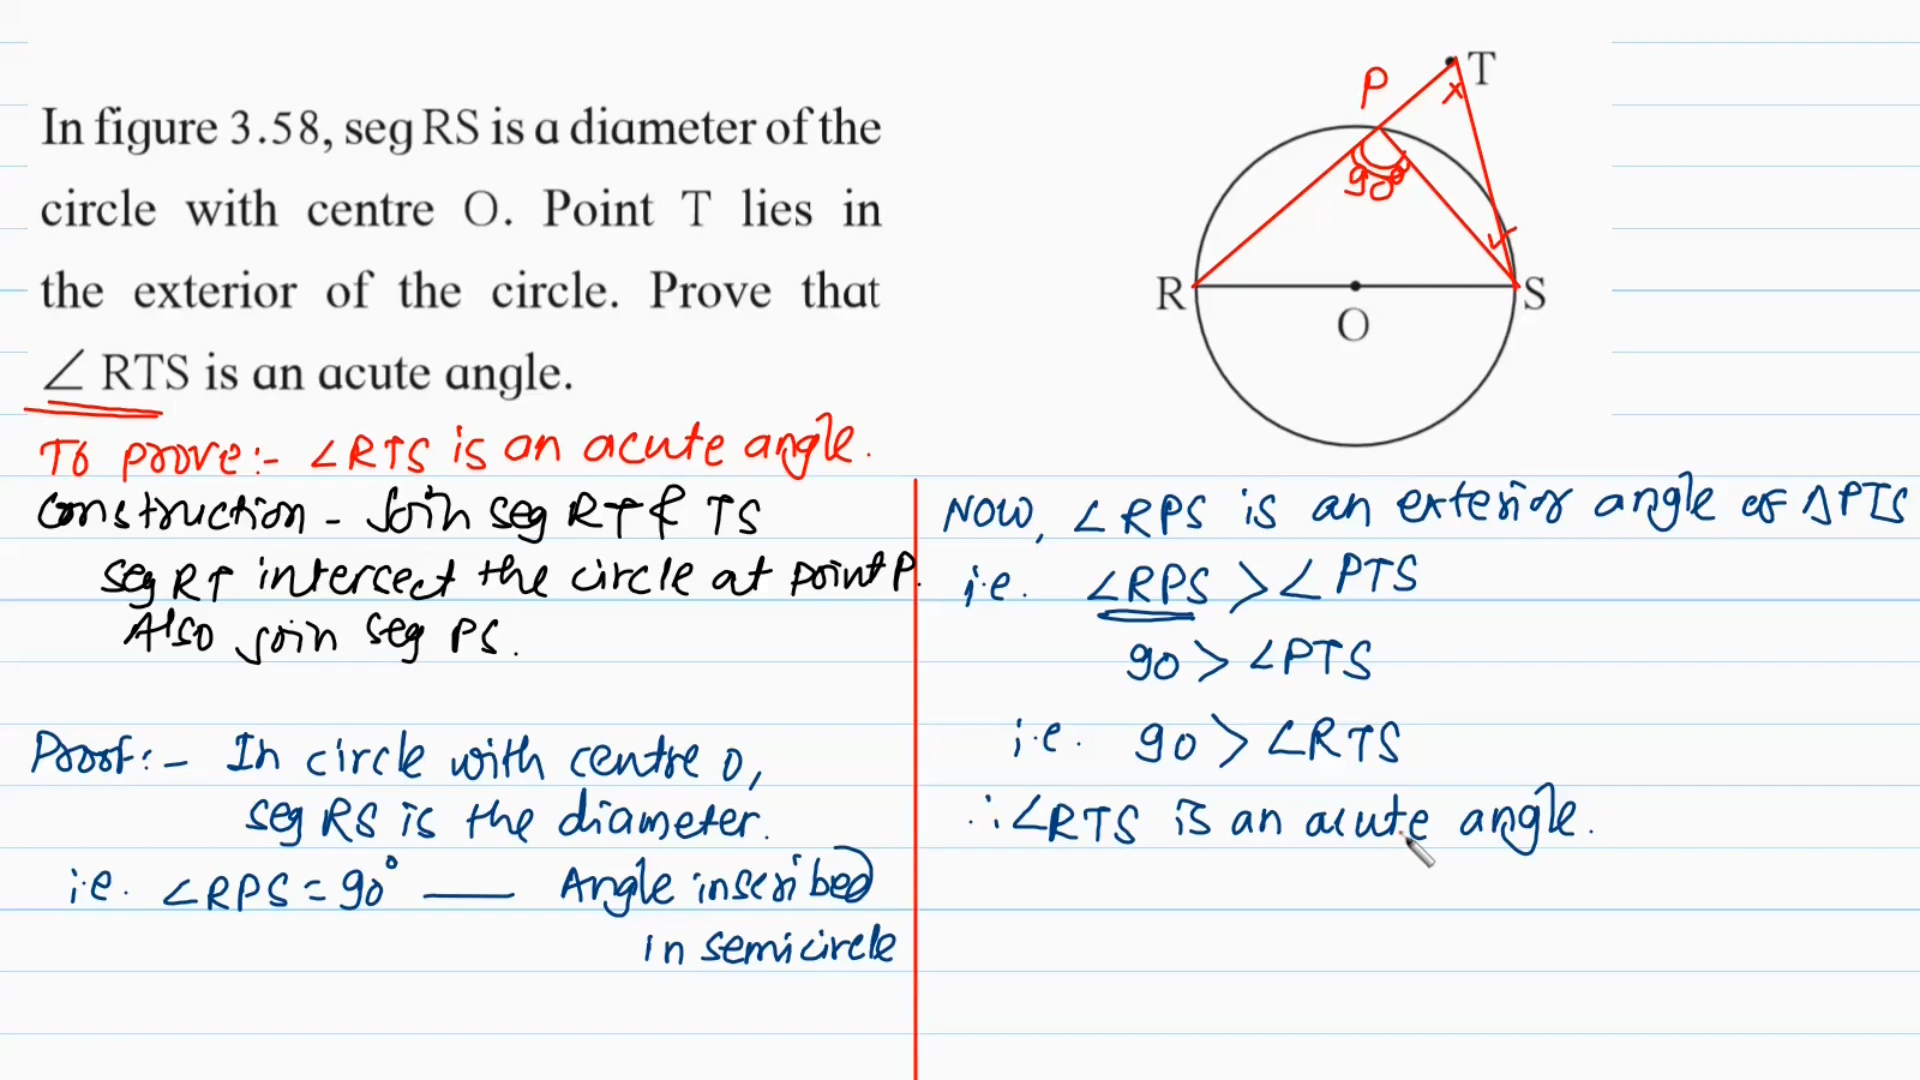 In figure 3.58, seg RS is a diameter of the
circle with centre O. Point T lies in
the exterior of the circle. Prove that
∠ RTS is an acute angle.
T
P
x
90°
R
S
O
To prove:- ∠RTS is an acute angle.
Construction - Join seg RT & TS
seg RT intersect the circle at point P.
Also join seg PS.
Proof:- In circle with centre O,
seg RS is the diameter.
i.e. ∠RPS = 90° — Angle inscribed
in semicircle
NOW, ∠RPS is an exterior angle of ΔPTS
i.e. ∠RPS > ∠PTS
90 > ∠PTS
i.e. 90 > ∠RTS
∴ ∠RTS is an acute angle.